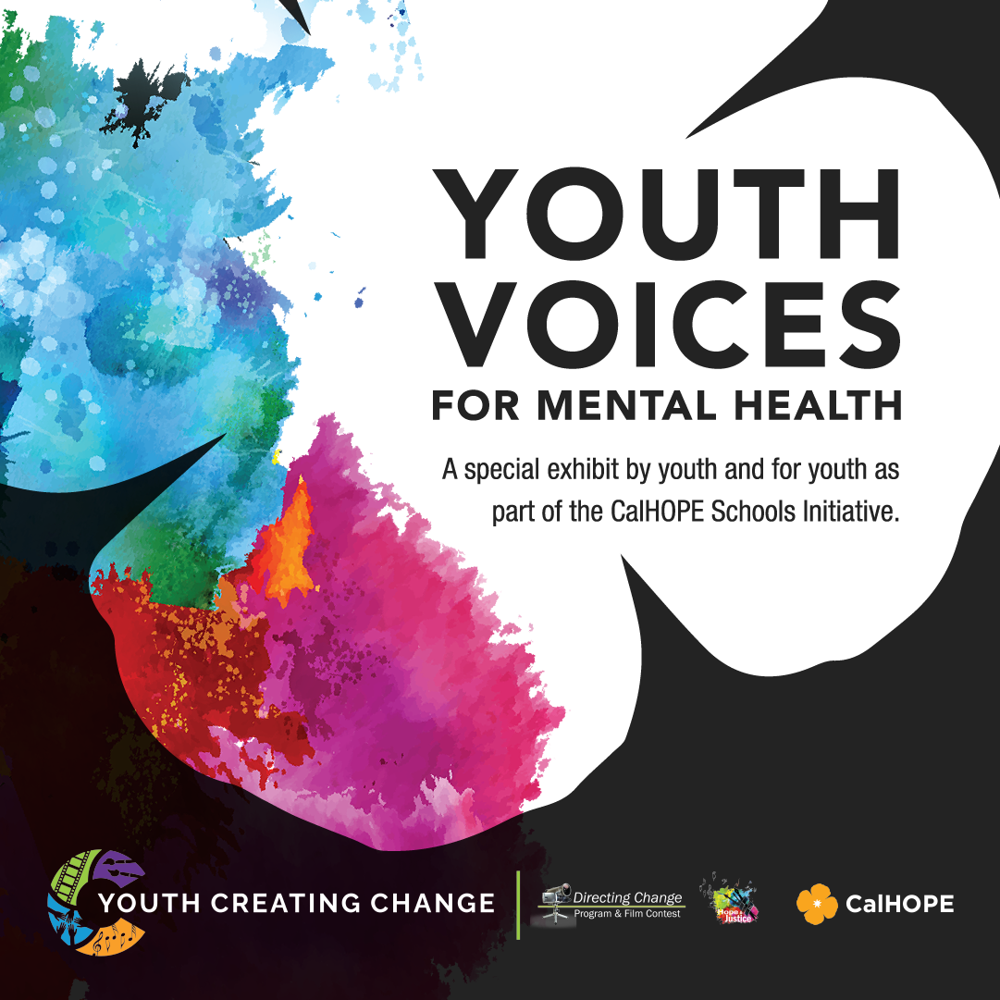 YOUTH
VOICES
FOR MENTAL HEALTH
A special exhibit by youth and for youth as
part of the CalHOPE Schools Initiative.
YOUTH CREATING CHANGE
Directing Change
Program & Film Contest
Hope &
Justice
CalHOPE